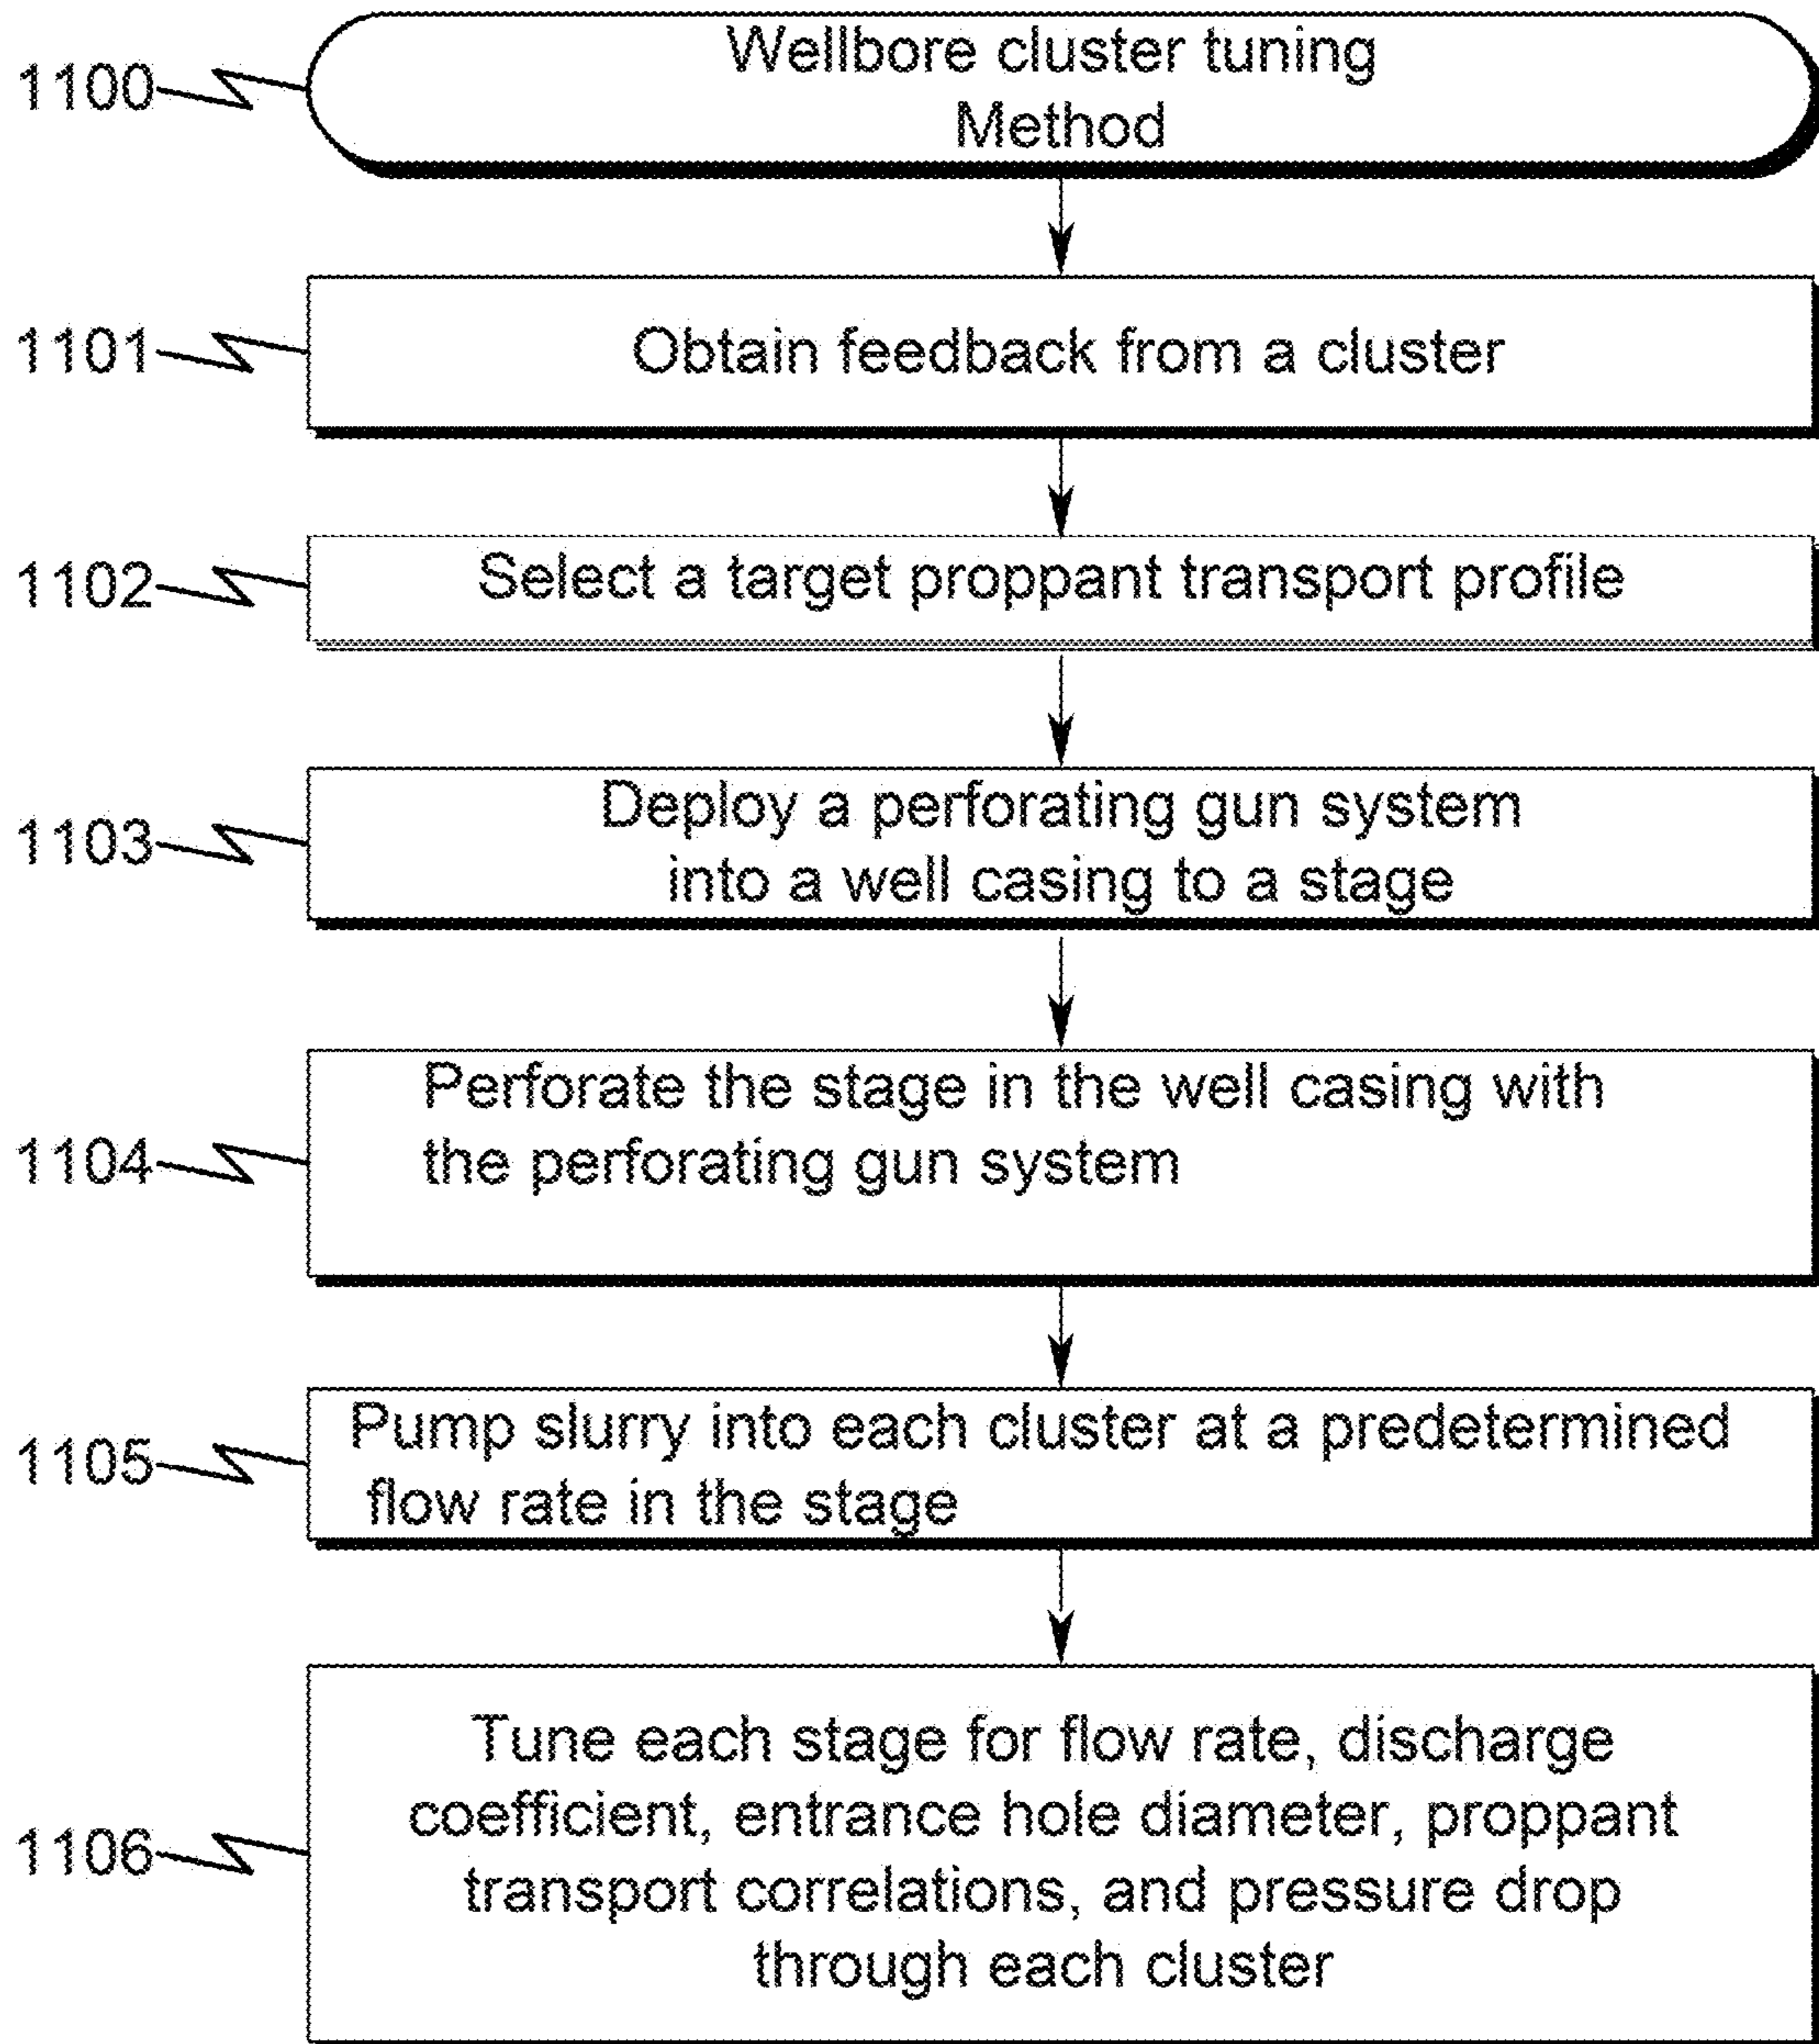 1100
Wellbore cluster tuning
Method
1101
Obtain feedback from a cluster
1102
Select a target proppant transport profile
1103
Deploy a perforating gun system
into a well casing to a stage
1104
Perforate the stage in the well casing with
the perforating gun system
1105
Pump slurry into each cluster at a predetermined
flow rate in the stage
1106
Tune each stage for flow rate, discharge
coefficient, entrance hole diameter, proppant
transport correlations, and pressure drop
through each cluster